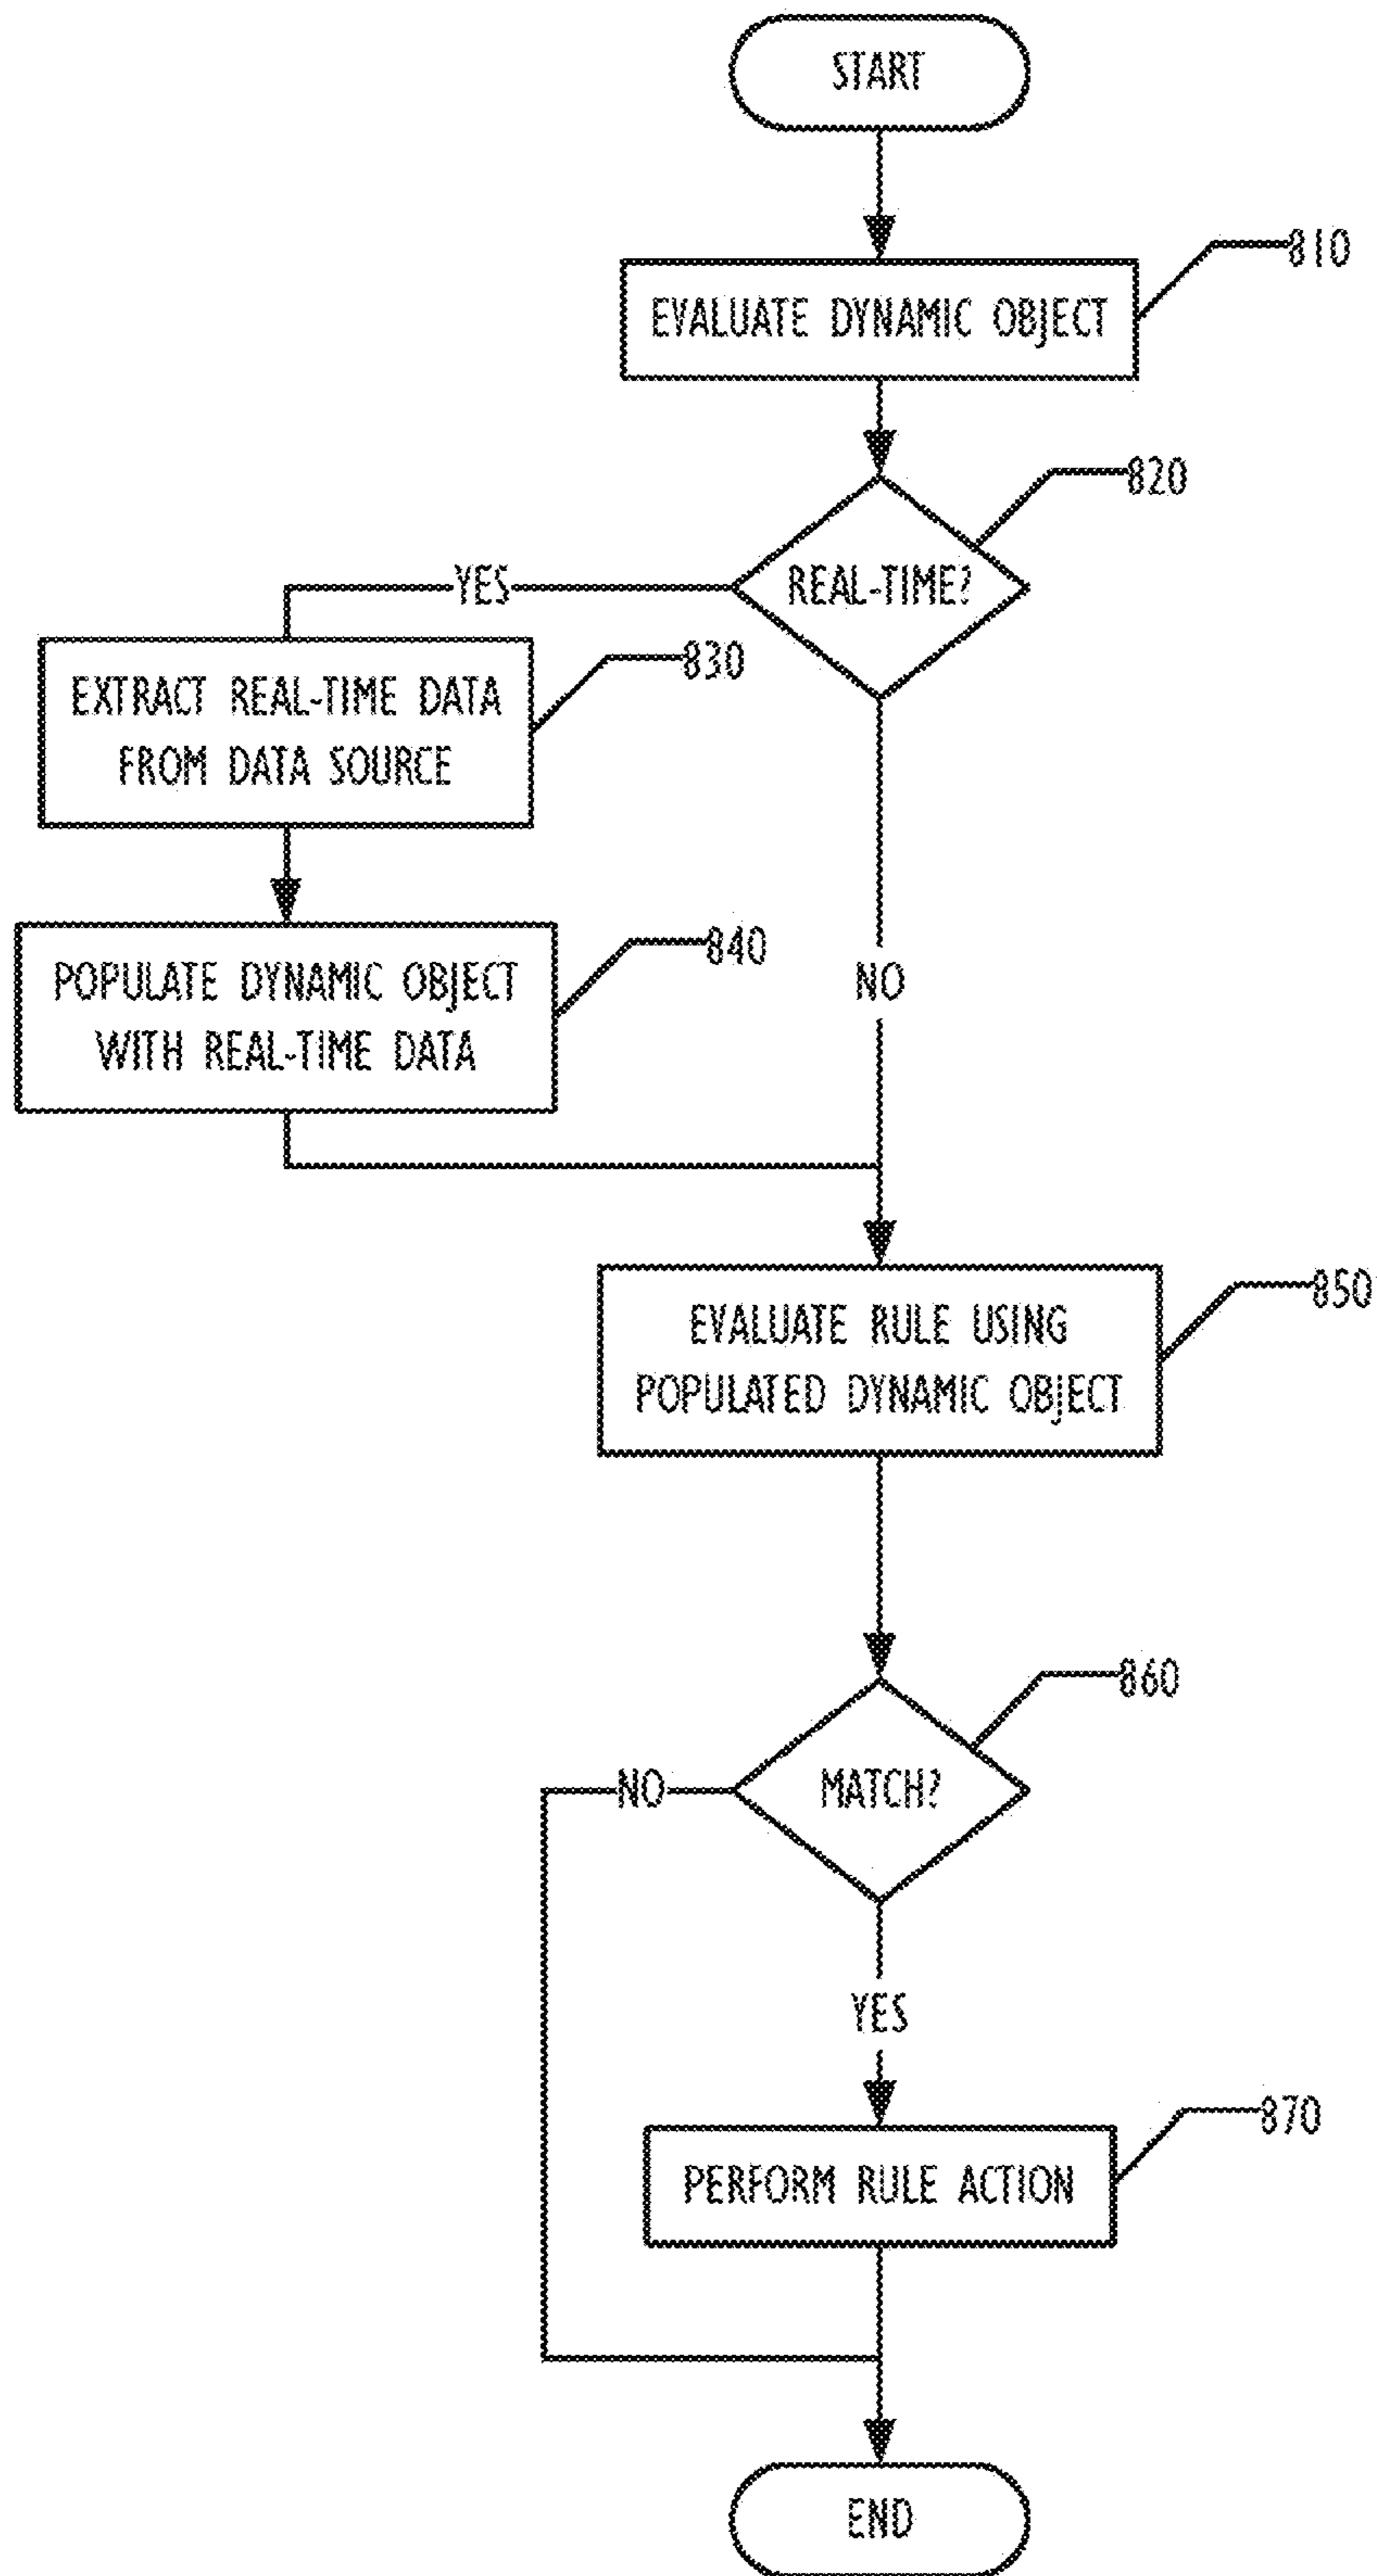 START
810
EVALUATE DYNAMIC OBJECT
820
REAL-TIME?
YES
830
EXTRACT REAL-TIME DATA
FROM DATA SOURCE
840
POPULATE DYNAMIC OBJECT
WITH REAL-TIME DATA
NO
850
EVALUATE RULE USING
POPULATED DYNAMIC OBJECT
860
MATCH?
NO
YES
870
PERFORM RULE ACTION
END